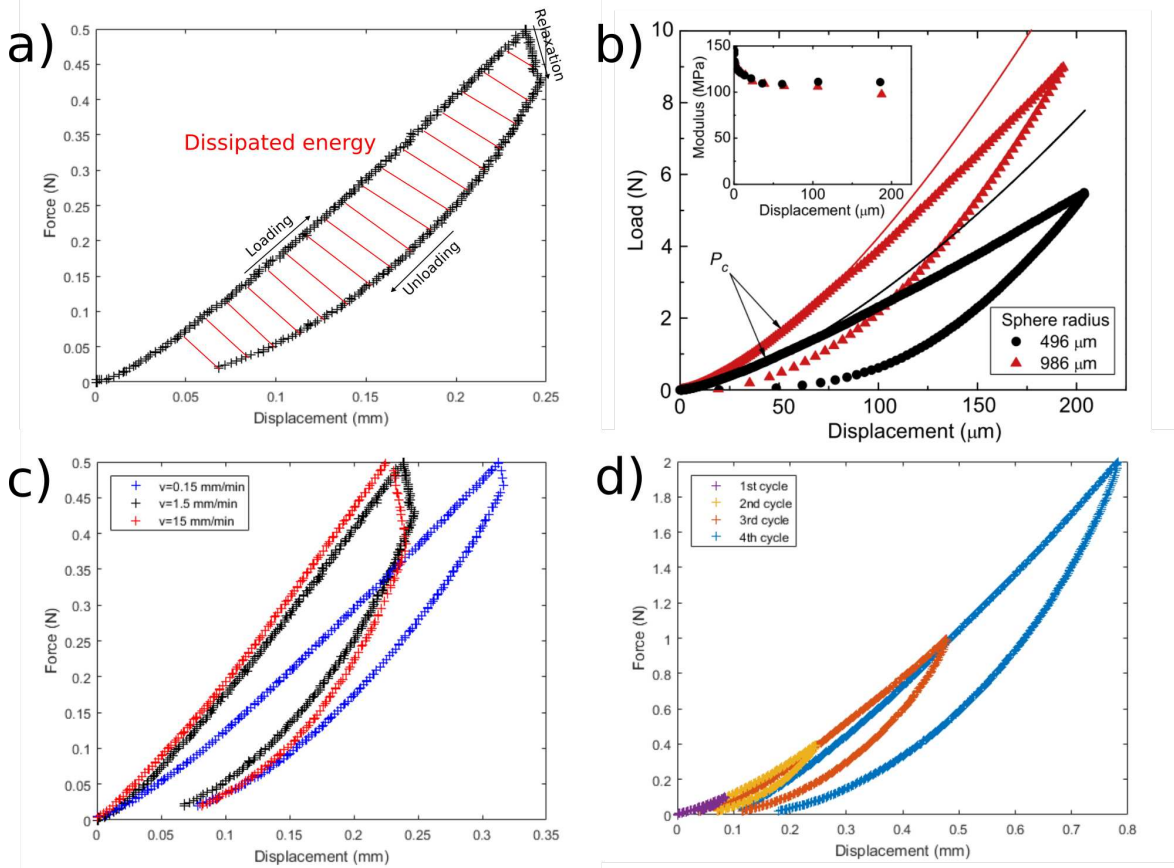 a)
0.5
0.45
0.4
0.35
0.3
0.25
0.2
0.15
0.1
0.05
0
Force (N)
Relaxation
Dissipated energy
Loading
Unloading
0.00
0.05
0.1
0.15
0.2
0.25
Displacement (mm)
b)
10
8
6
4
2
0
Load (N)
150
100
50
0
Modulus (MPa)
0
100
200
Displacement (μm)
Pc
Sphere radius
496 μm
986 μm
0
50
100
150
200
Displacement (μm)
c)
0.5
0.45
0.4
0.35
0.3
0.25
0.2
0.15
0.1
0.05
0
Force (N)
v=0.15 mm/min
v=1.5 mm/min
v=15 mm/min
0
0.05
0.1
0.15
0.2
0.25
0.3
0.35
Displacement (mm)
d)
2
1.8
1.6
1.4
1.2
1
0.8
0.6
0.4
0.2
0
Force (N)
1st cycle
2nd cycle
3rd cycle
4th cycle
0
0.1
0.2
0.3
0.4
0.5
0.6
0.7
0.8
Displacement (mm)